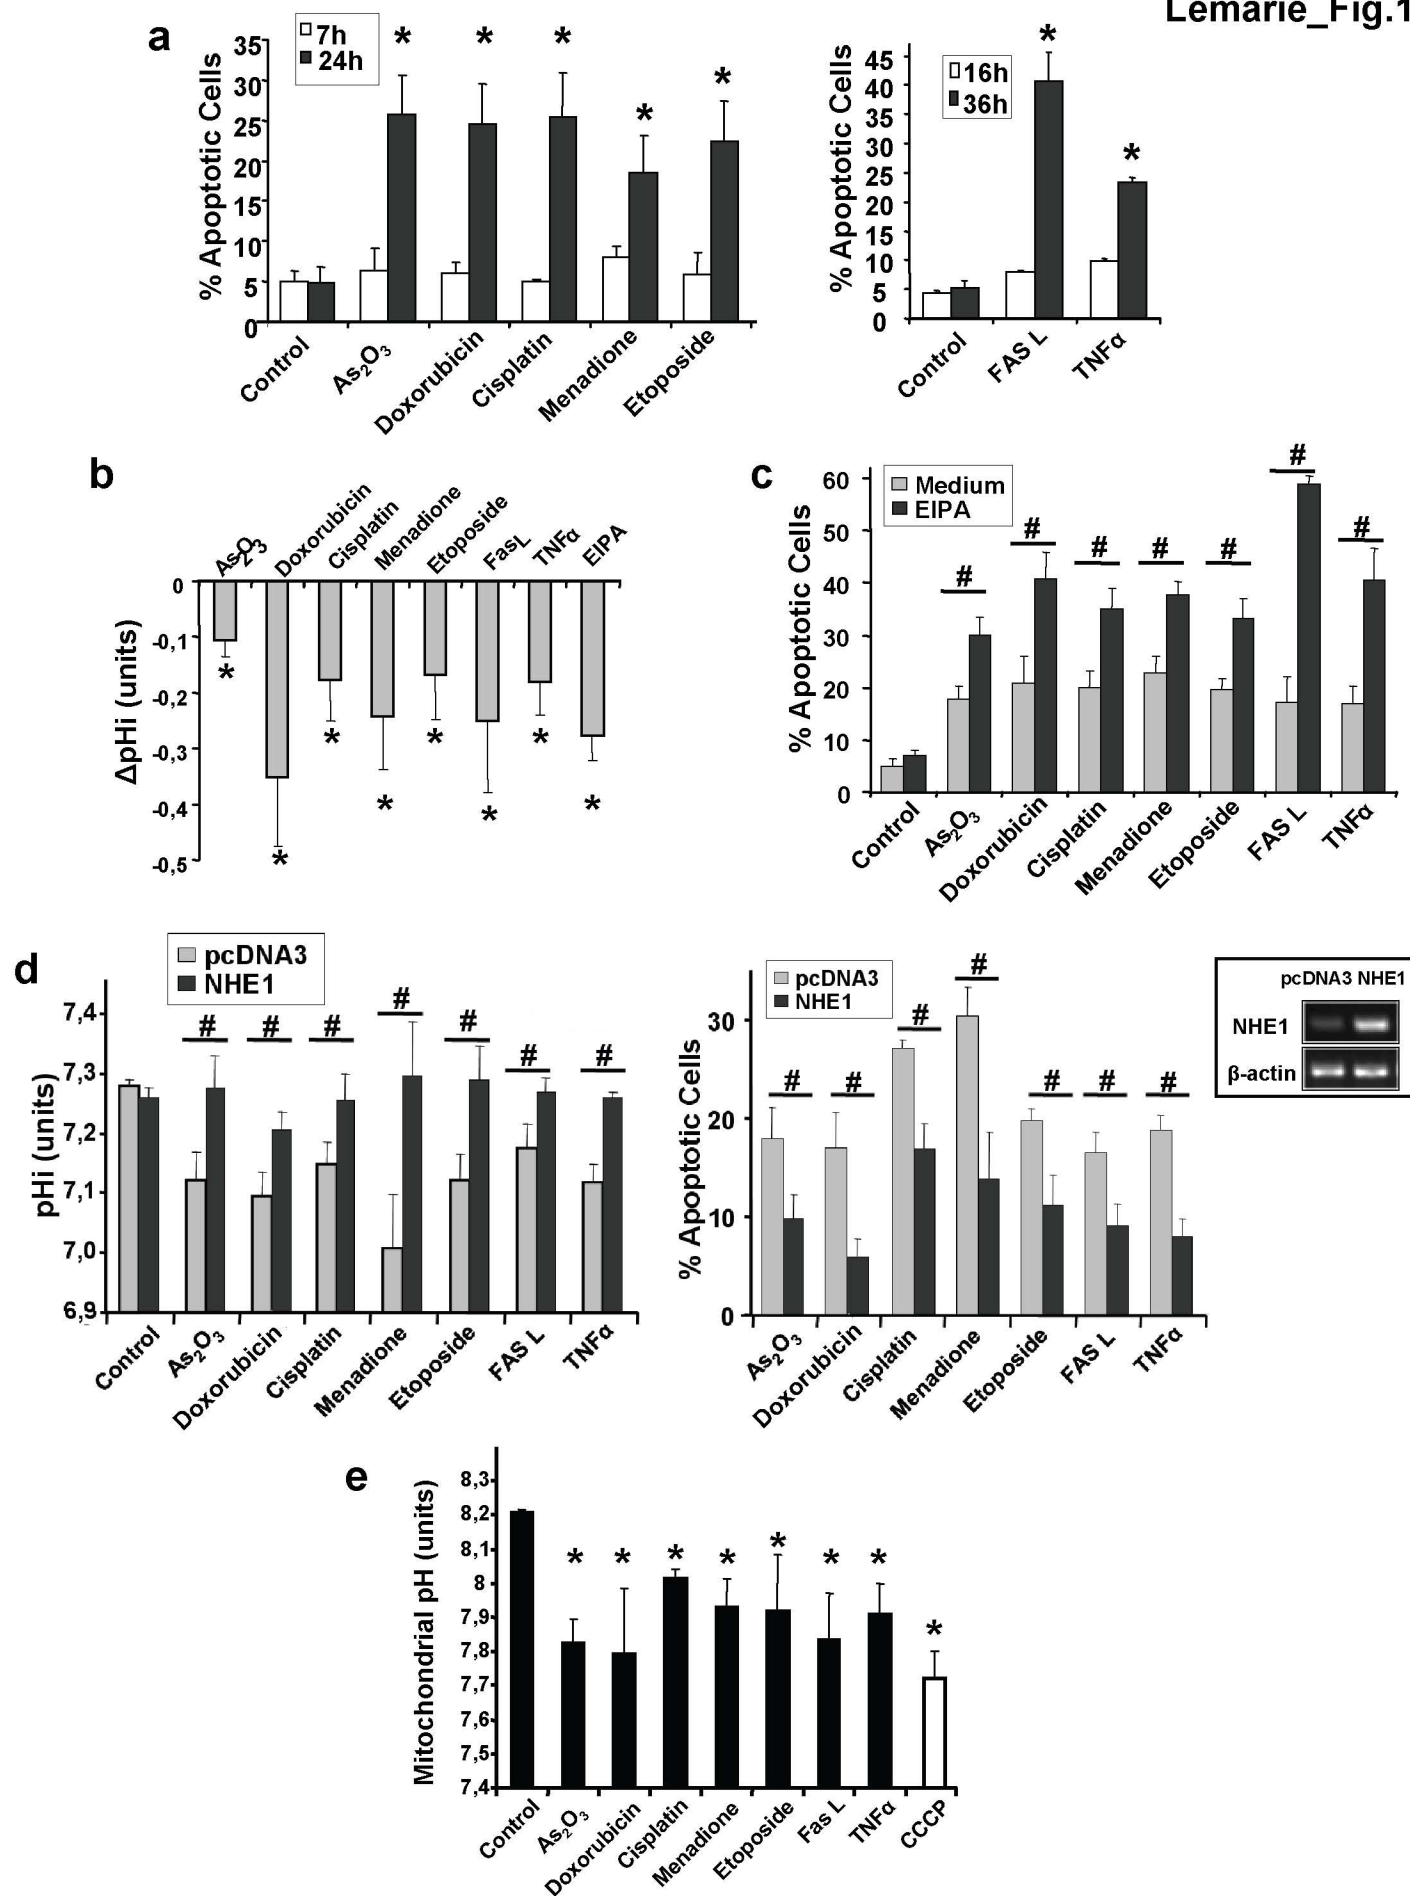 Lemarie_Fig.1
a
7h
24h
% Apoptotic Cells
35
30
25
20
15
10
5
0
* * * * *
Control
As₂O₃
Doxorubicin
Cisplatin
Menadione
Etoposide
16h
36h
% Apoptotic Cells
45
40
35
30
25
20
15
10
5
0
* *
Control
FAS L
TNFα
b
As₂O₃
Doxorubicin
Cisplatin
Menadione
Etoposide
FasL
TNFα
EIPA
ΔpHi (units)
0
-0,1
-0,2
-0,3
-0,4
-0,5
* * * * * * * *
c
Medium
EIPA
% Apoptotic Cells
60
50
40
30
20
10
0
# # # # # # #
Control
As₂O₃
Doxorubicin
Cisplatin
Menadione
Etoposide
FAS L
TNFα
d
pcDNA3
NHE1
pHi (units)
7,4
7,3
7,2
7,1
7,0
6,9
# # # # # # #
Control
As₂O₃
Doxorubicin
Cisplatin
Menadione
Etoposide
FAS L
TNFα
pcDNA3
NHE1
% Apoptotic Cells
30
20
10
0
# # # # # # #
As₂O₃
Doxorubicin
Cisplatin
Menadione
Etoposide
FAS L
TNFα
pcDNA3 NHE1
NHE1
β-actin
e
Mitochondrial pH (units)
8,3
8,2
8,1
8
7,9
7,8
7,7
7,6
7,5
7,4
* * * * * * * *
Control
As₂O₃
Doxorubicin
Cisplatin
Menadione
Etoposide
Fas L
TNFα
CCCP